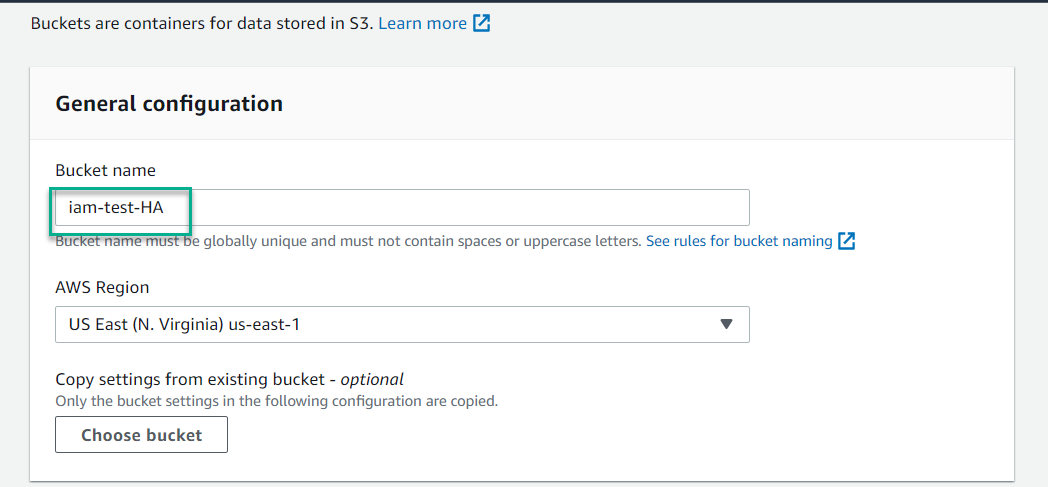 Buckets are containers for data stored in S3. Learn more
General configuration
Bucket name
iam-test-HA
Bucket name must be globally unique and must not contain spaces or uppercase letters. See rules for bucket naming
AWS Region
US East (N. Virginia) us-east-1
Copy settings from existing bucket - optional
Only the bucket settings in the following configuration are copied.
Choose bucket